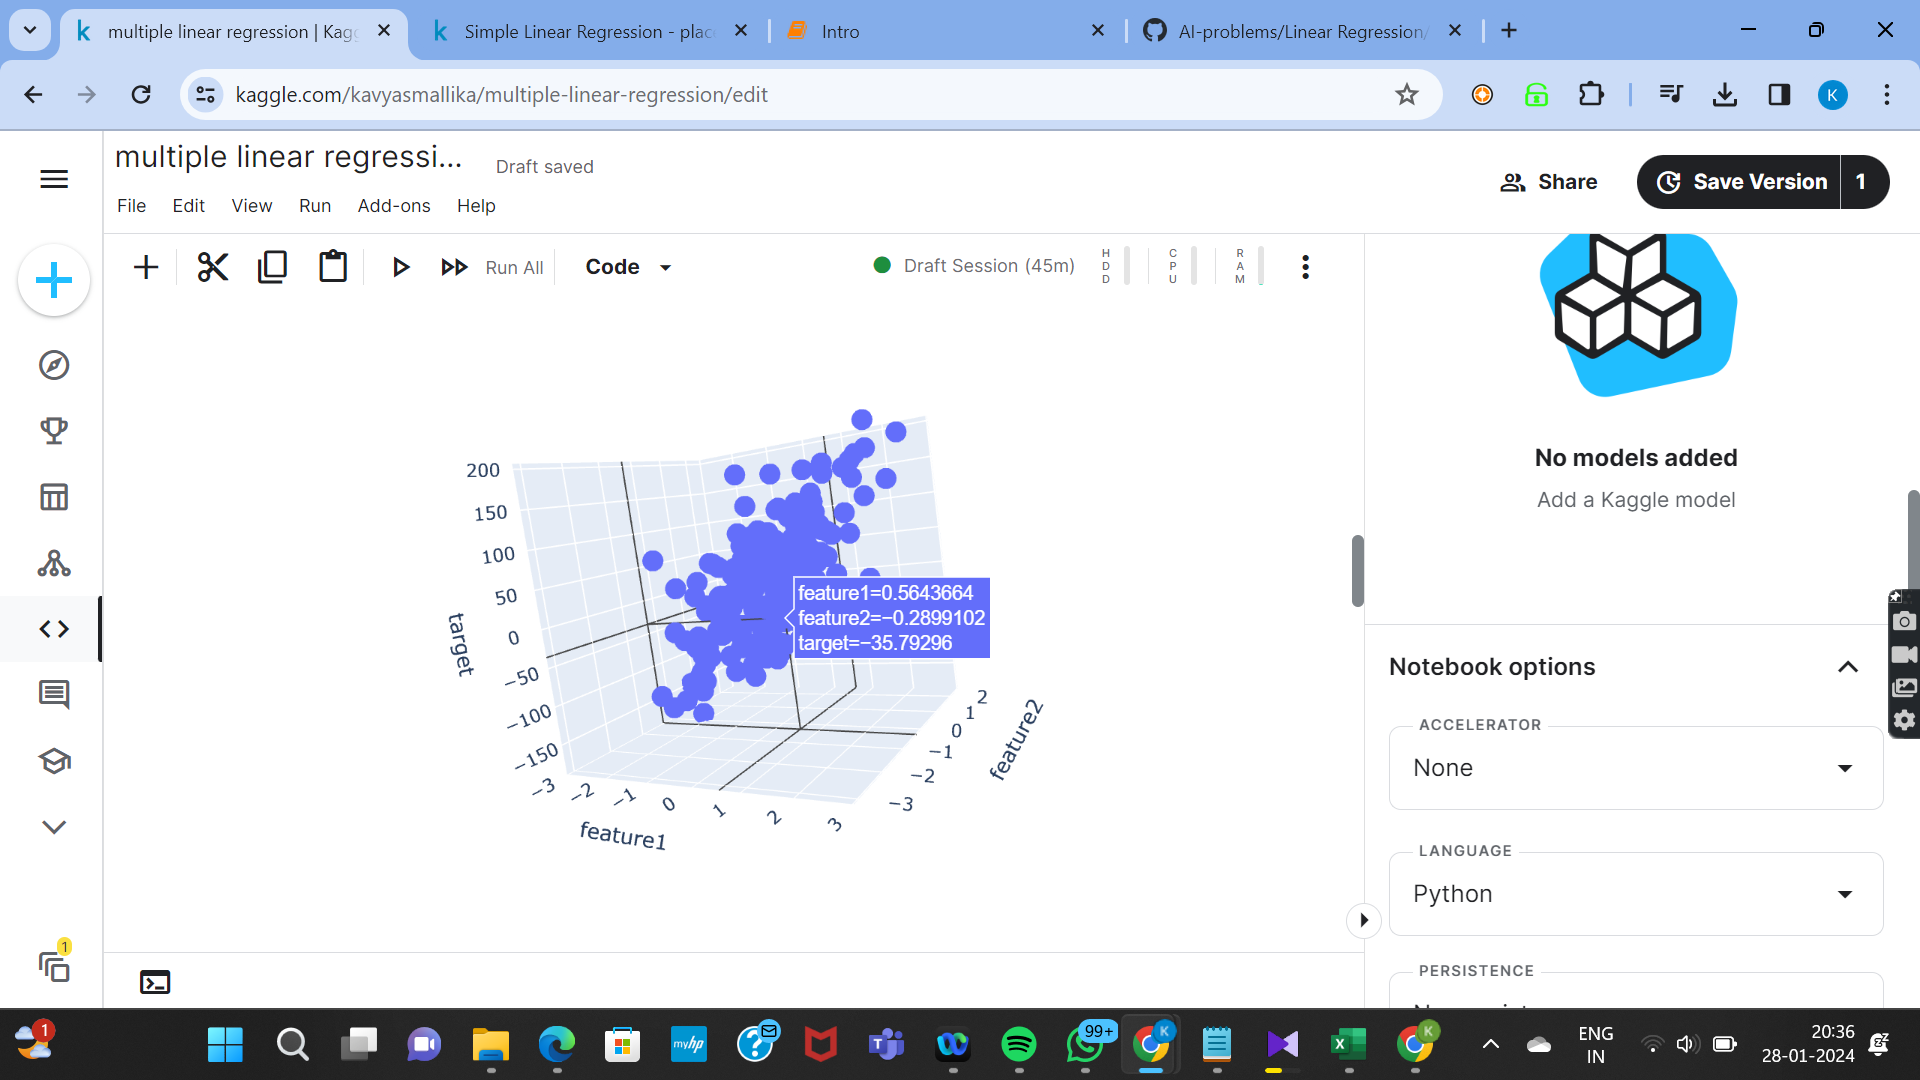 multiple linear regression | Kagg
Simple Linear Regression - plac
Intro
AI-problems/Linear Regression/
kaggle.com/kavyasmallika/multiple-linear-regression/edit
K
multiple linear regressi...
Draft saved
Share
Save Version
1
File
Edit
View
Run
Add-ons
Help
Run All
Code
Draft Session (45m)
HDD
CPU
RAM
200
150
100
50
0
−50
−100
−150
target
−3
−2
−1
0
1
2
3
feature1
2
1
0
−1
−2
−3
feature2
feature1=0.5643664
feature2=−0.2899102
target=−35.79296
No models added
Add a Kaggle model
Notebook options
ACCELERATOR
None
LANGUAGE
Python
PERSISTENCE
1
1
myhp
99+
K
K
ENG
IN
20:36
28-01-2024